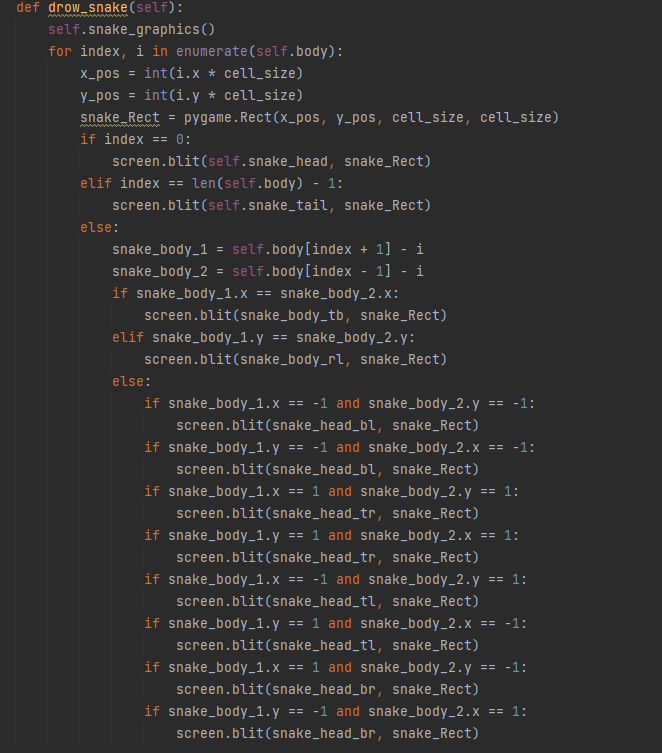 def drow_snake(self):
    self.snake_graphics()
    for index, i in enumerate(self.body):
        x_pos = int(i.x * cell_size)
        y_pos = int(i.y * cell_size)
        snake_Rect = pygame.Rect(x_pos, y_pos, cell_size, cell_size)
        if index == 0:
            screen.blit(self.snake_head, snake_Rect)
        elif index == len(self.body) - 1:
            screen.blit(self.snake_tail, snake_Rect)
        else:
            snake_body_1 = self.body[index + 1] - i
            snake_body_2 = self.body[index - 1] - i
            if snake_body_1.x == snake_body_2.x:
                screen.blit(snake_body_tb, snake_Rect)
            elif snake_body_1.y == snake_body_2.y:
                screen.blit(snake_body_rl, snake_Rect)
            else:
                if snake_body_1.x == -1 and snake_body_2.y == -1:
                    screen.blit(snake_head_bl, snake_Rect)
                if snake_body_1.y == -1 and snake_body_2.x == -1:
                    screen.blit(snake_head_bl, snake_Rect)
                if snake_body_1.x == 1 and snake_body_2.y == 1:
                    screen.blit(snake_head_tr, snake_Rect)
                if snake_body_1.y == 1 and snake_body_2.x == 1:
                    screen.blit(snake_head_tr, snake_Rect)
                if snake_body_1.x == -1 and snake_body_2.y == 1:
                    screen.blit(snake_head_tl, snake_Rect)
                if snake_body_1.y == 1 and snake_body_2.x == -1:
                    screen.blit(snake_head_tl, snake_Rect)
                if snake_body_1.x == 1 and snake_body_2.y == -1:
                    screen.blit(snake_head_br, snake_Rect)
                if snake_body_1.y == -1 and snake_body_2.x == 1:
                    screen.blit(snake_head_br, snake_Rect)